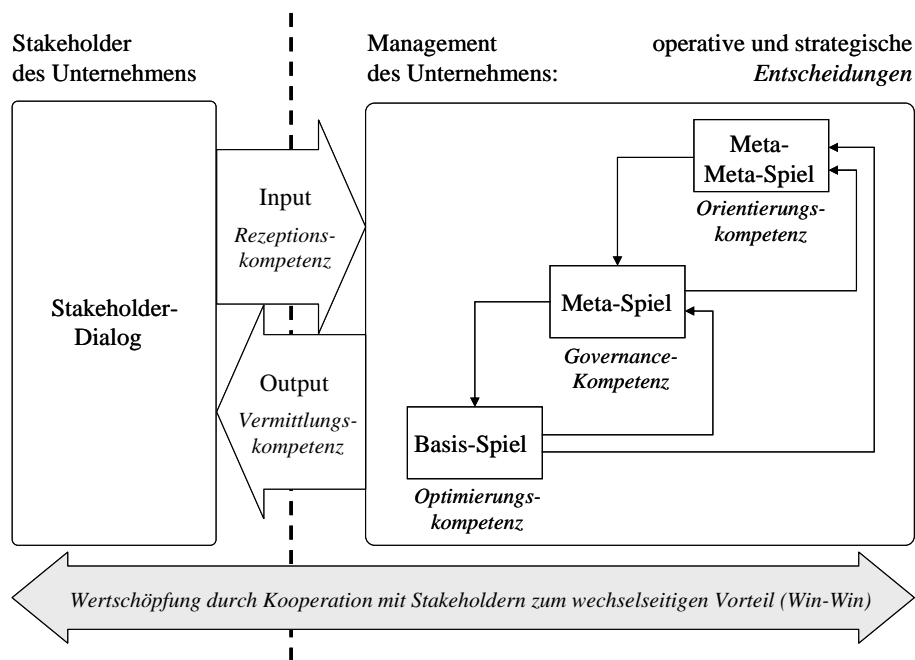 Stakeholder
des Unternehmens
Management
des Unternehmens:
operative und strategische
Entscheidungen
Stakeholder-
Dialog
Input
Rezeptions-
kompetenz
Output
Vermittlungs-
kompetenz
Meta-
Meta-Spiel
Orientierungs-
kompetenz
Meta-Spiel
Governance-
Kompetenz
Basis-Spiel
Optimierungs-
kompetenz
Wertschöpfung durch Kooperation mit Stakeholdern zum wechselseitigen Vorteil (Win-Win)